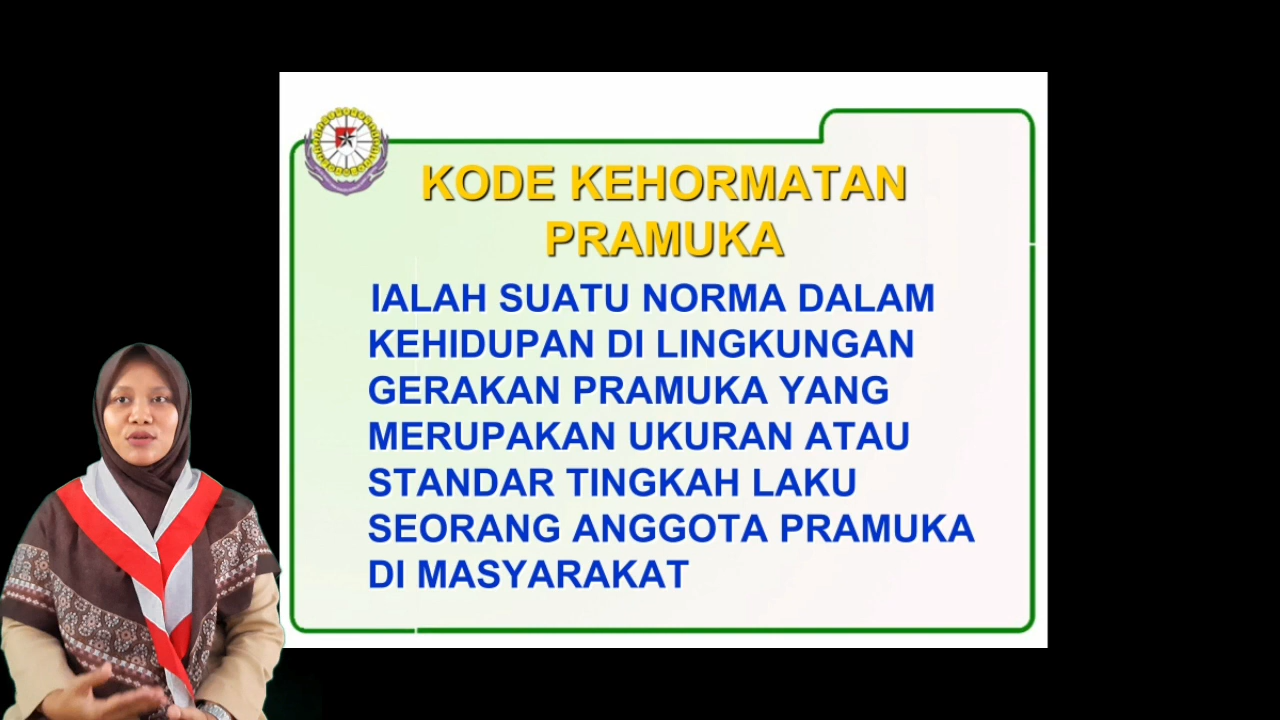 KODE KEHORMATAN
PRAMUKA
IALAH SUATU NORMA DALAM
KEHIDUPAN DI LINGKUNGAN
GERAKAN PRAMUKA YANG
MERUPAKAN UKURAN ATAU
STANDAR TINGKAH LAKU
SEORANG ANGGOTA PRAMUKA
DI MASYARAKAT